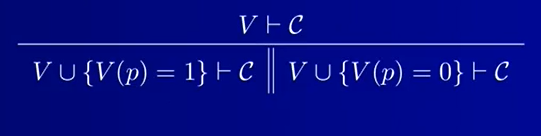 V ⊢ 𝒞
V ∪ {V(p) = 1} ⊢ 𝒞 ‖ V ∪ {V(p) = 0} ⊢ 𝒞